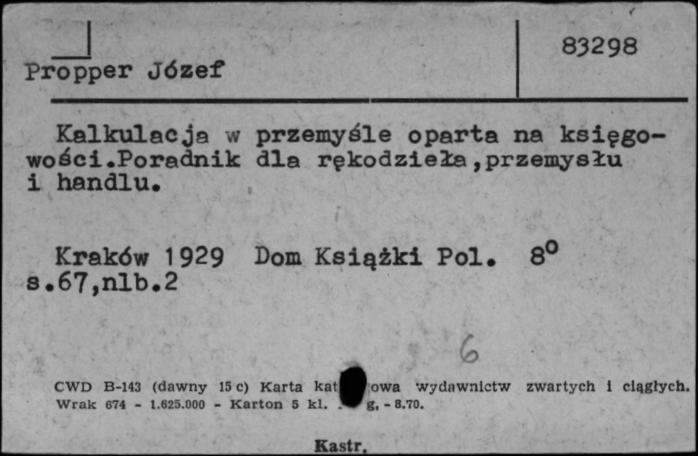 83298
Propper Józef
Kalkulacja w przemyśle oparta na księgo-
wości.Poradnik dla rękodzieła,przemysłu
i handlu.
Kraków 1929 Dom Książki Pol. 8º
s.67,nlb.2
6
CWD B-143 (dawny 15 c) Karta kat owa wydawnictw zwartych i ciągłych.
Wrak 674 - 1.625.000 - Karton 5 kl. g. - 8.70.
Kastr.